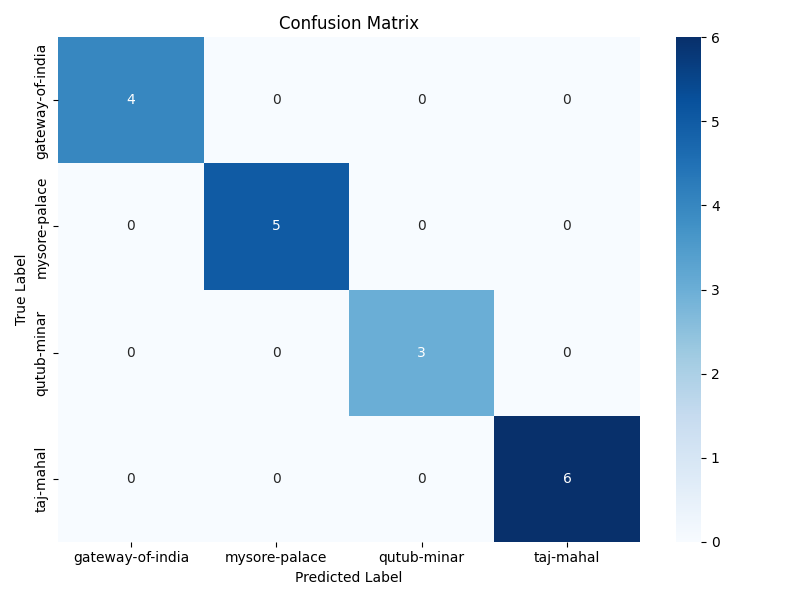 Confusion Matrix
True Label
gateway-of-india
4 0 0 0
mysore-palace
0 5 0 0
qutub-minar
0 0 3 0
taj-mahal
0 0 0 6
gateway-of-india mysore-palace qutub-minar taj-mahal
Predicted Label
6
5
4
3
2
1
0